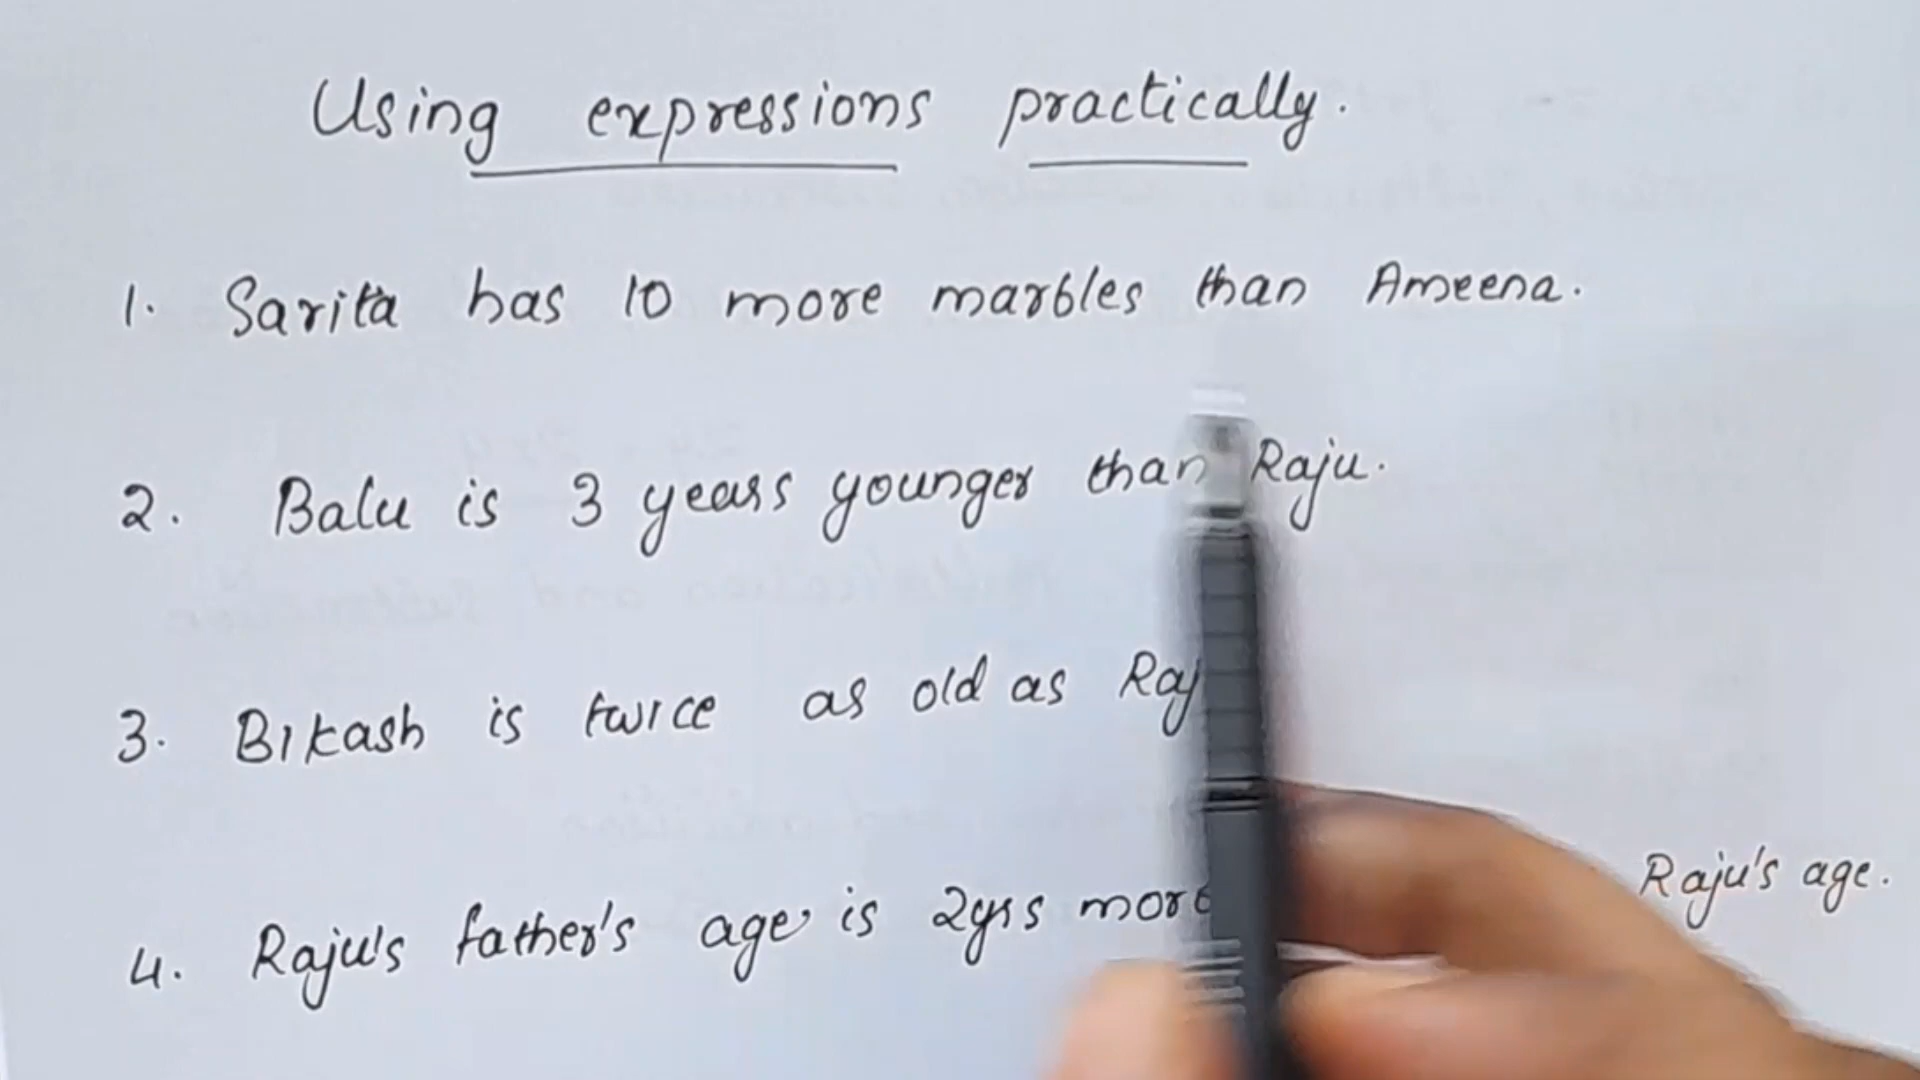 Using expressions practically.
1. Sarita has 10 more marbles than Ameena.
2. Balu is 3 years younger than Raju.
3. Bikash is twice as old as
4. Raju's father's age is 2yrs more Raju's age.